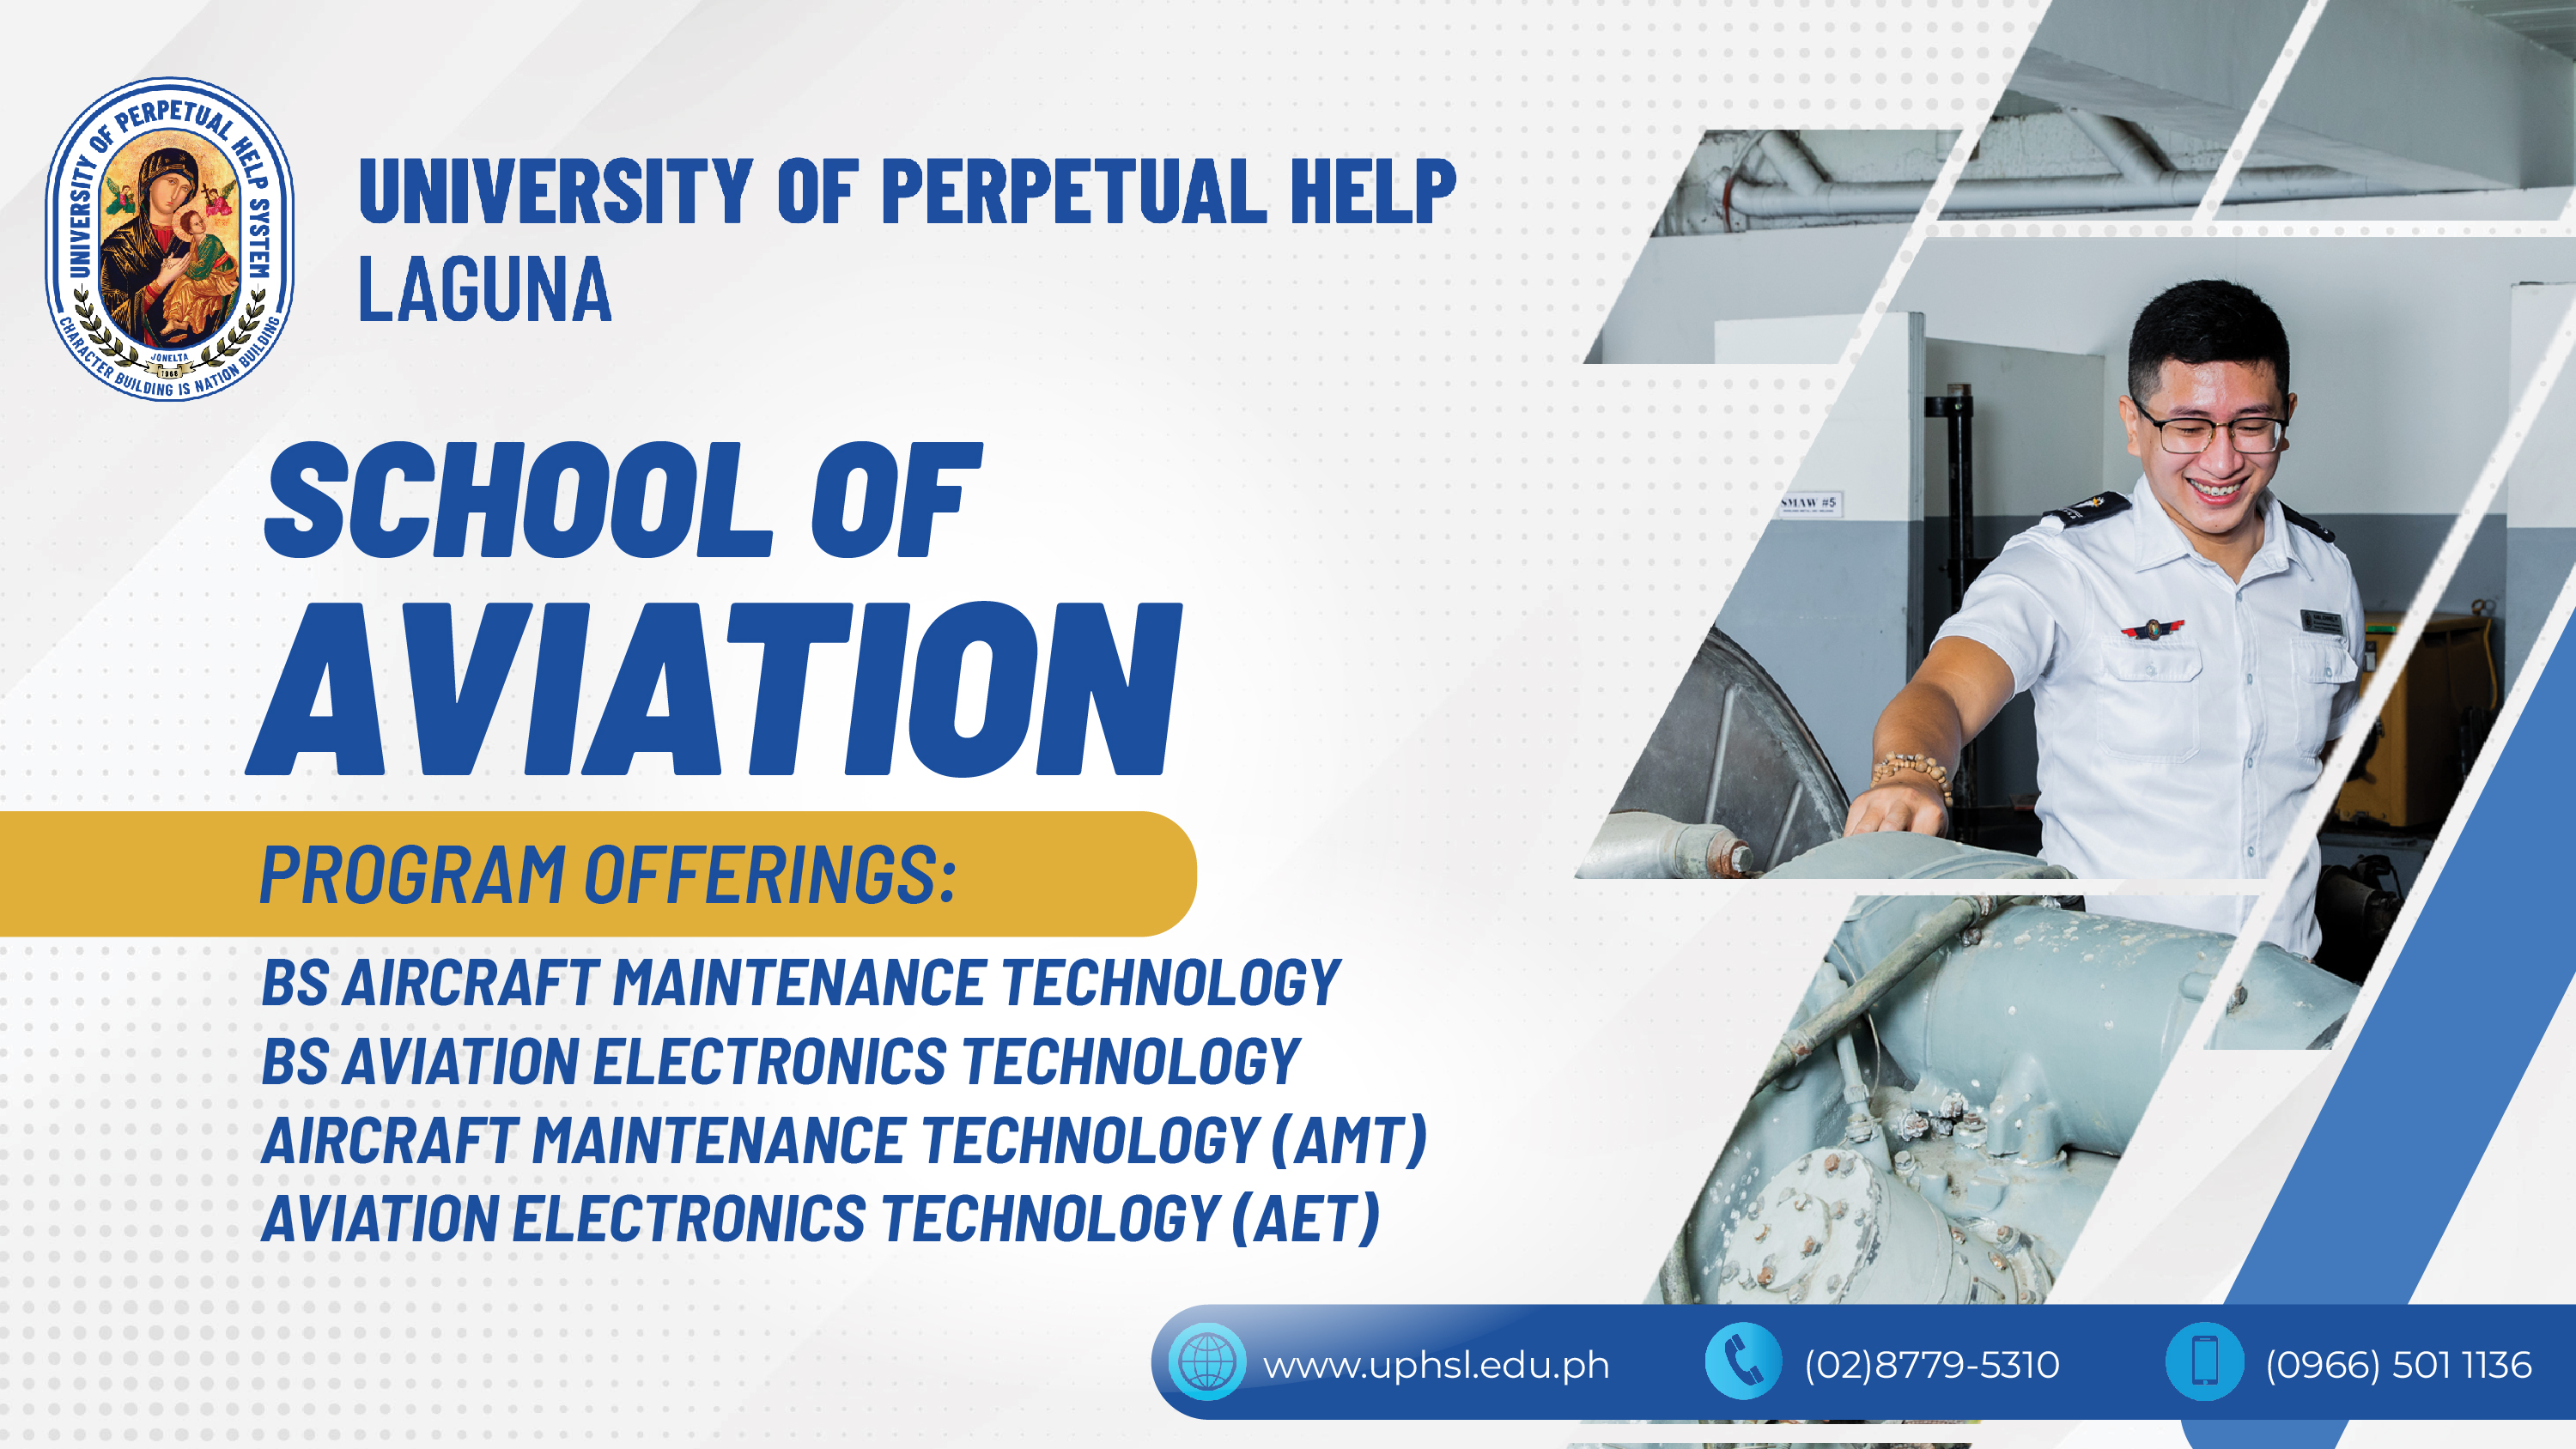 UNIVERSITY OF PERPETUAL HELP SYSTEM
JONELTA
1968
CHARACTER BUILDING IS NATION BUILDING
UNIVERSITY OF PERPETUAL HELP
LAGUNA
SCHOOL OF
AVIATION
PROGRAM OFFERINGS:
BS AIRCRAFT MAINTENANCE TECHNOLOGY
BS AVIATION ELECTRONICS TECHNOLOGY
AIRCRAFT MAINTENANCE TECHNOLOGY (AMT)
AVIATION ELECTRONICS TECHNOLOGY (AET)
SMAW #5
www.uphsl.edu.ph
(02)8779-5310
(0966) 501 1136